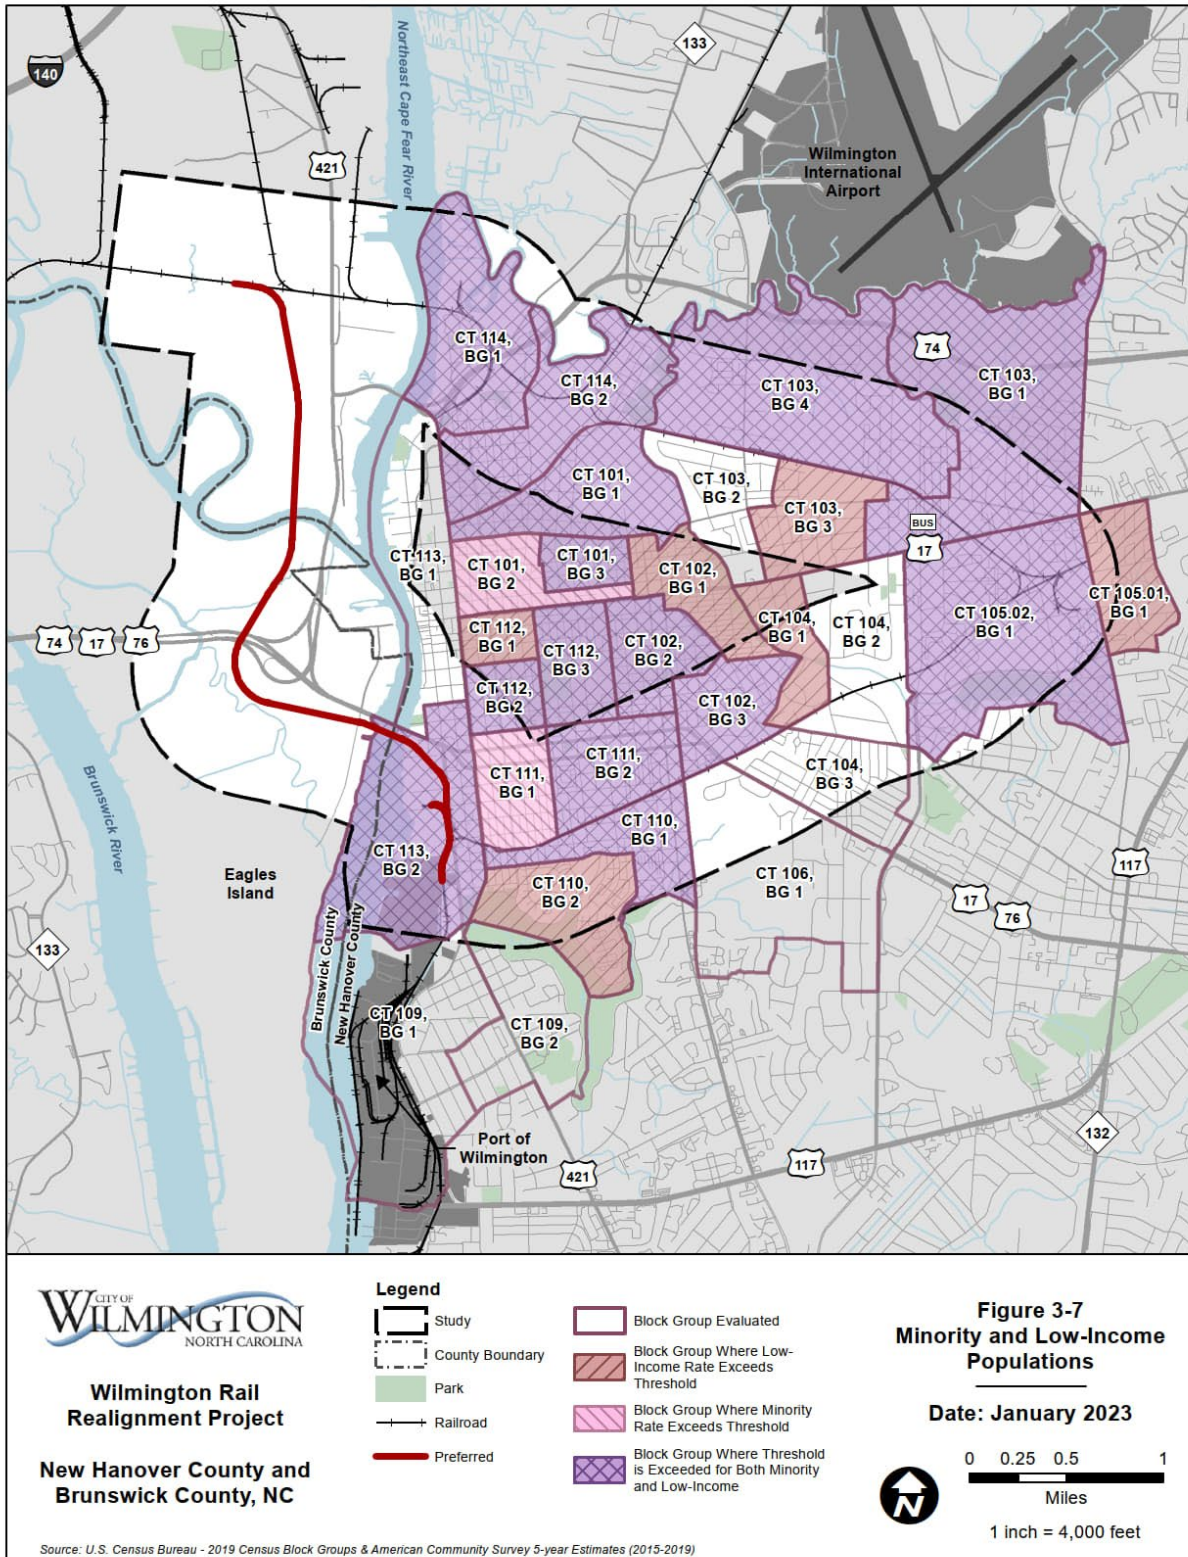 140
421
Northeast Cape Fear River
133
Wilmington
International
Airport
CT 114,
BG 1
CT 114,
BG 2
CT 103,
BG 4
74
CT 103,
BG 1
CT 101,
BG 1
CT 103,
BG 2
CT 103,
BG 3
BUS
17
CT 113,
BG 1
CT 101,
BG 2
CT 101,
BG 3
CT 102,
BG 1
CT 105.01,
BG 1
CT 112,
BG 1
CT 112,
BG 3
CT 102,
BG 2
CT 104,
BG 1
CT 104,
BG 2
CT 105.02,
BG 1
74
17
76
CT 112,
BG 2
CT 102,
BG 3
CT 111,
BG 1
CT 111,
BG 2
CT 104,
BG 3
Brunswick River
CT 110,
BG 1
CT 113,
BG 2
Eagles
Island
CT 110,
BG 2
CT 106,
BG 1
117
17
76
133
Brunswick County
New Hanover County
CT 109,
BG 1
CT 109,
BG 2
Port of
Wilmington
132
117
421
CITY OF
WILMINGTON
NORTH CAROLINA
Wilmington Rail
Realignment Project
New Hanover County and
Brunswick County, NC
Legend
Study
County Boundary
Park
Railroad
Preferred
Block Group Evaluated
Block Group Where Low-
Income Rate Exceeds
Threshold
Block Group Where Minority
Rate Exceeds Threshold
Block Group Where Threshold
is Exceeded for Both Minority
and Low-Income
Figure 3-7
Minority and Low-Income
Populations
Date: January 2023
N
0 0.25 0.5 1
Miles
1 inch = 4,000 feet
Source: U.S. Census Bureau - 2019 Census Block Groups & American Community Survey 5-year Estimates (2015-2019)